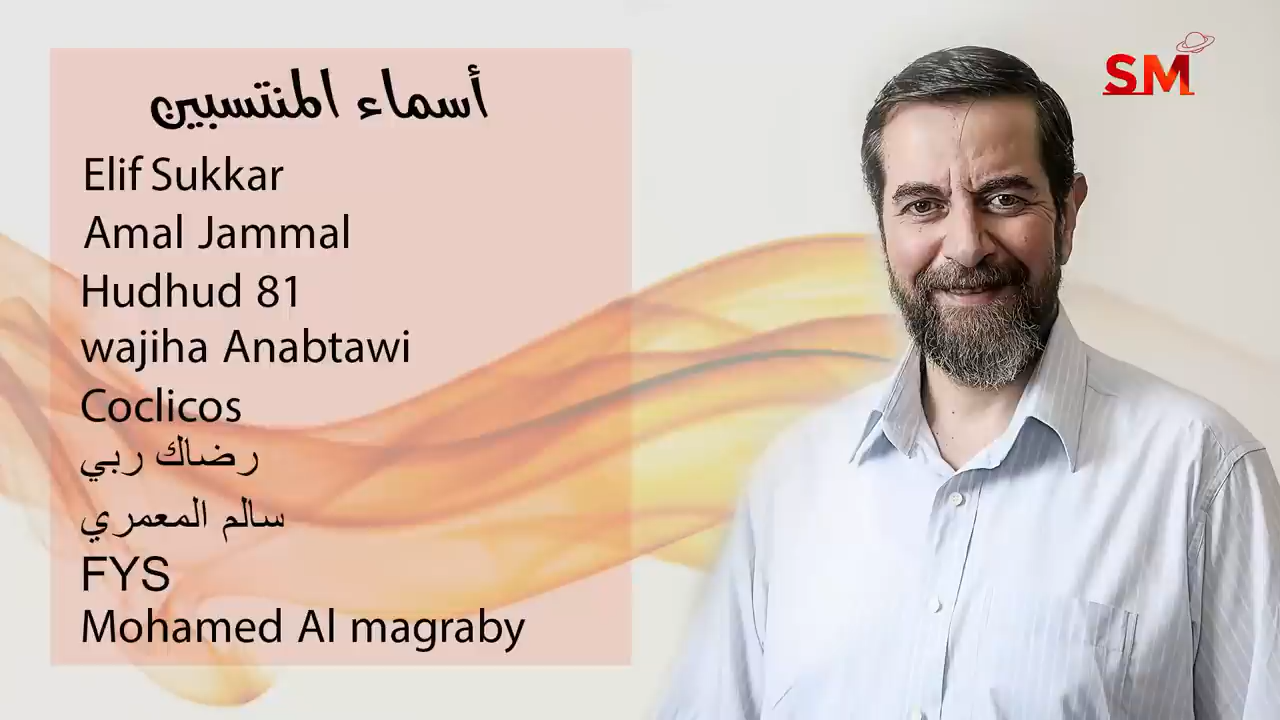 أسماء المنتسبين
Elif Sukkar
Amal Jammal
Hudhud 81
wajiha Anabtawi
Coclicos
رضاك ربي
سالم المعمري
FYS
Mohamed Al magraby
SM